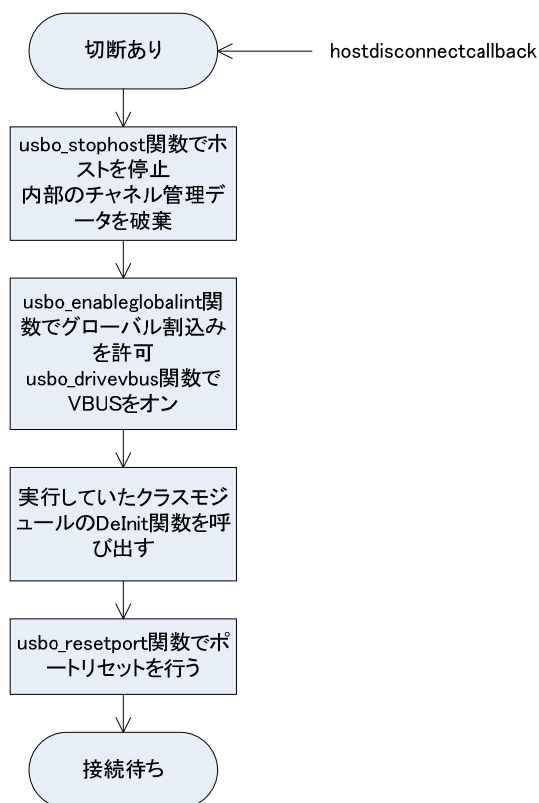 切断あり
hostdisconnectcallback
usbo_stophost関数でホ
ストを停止
内部のチャネル管理デ
ータを破棄
usbo_enableglobalint関
数でグローバル割込み
を許可
usbo_drivevbus関数で
VBUSをオン
実行していたクラスモジ
ュールのDeInit関数を呼
び出す
usbo_resetport関数でポ
ートリセットを行う
接続待ち